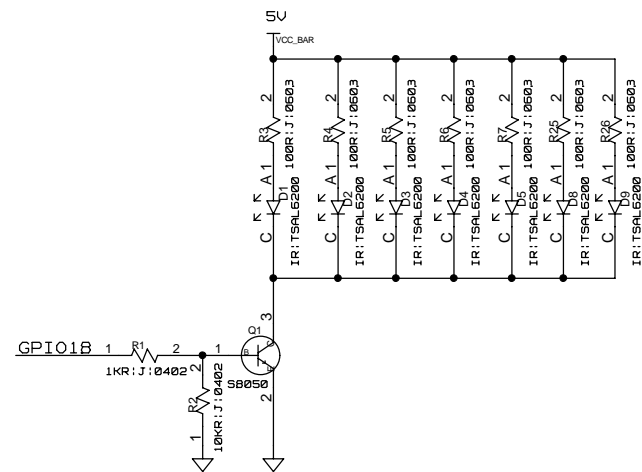 5V
VCC_BAR
2 2 2 2 2 2 2
R3 100R:J:0603
R4 100R:J:0603
R5 100R:J:0603
R6 100R:J:0603
R7 100R:J:0603
R25 100R:J:0603
R26 100R:J:0603
1 1 1 1 1 1 1
A A A A A A A
D1 IR:TSAL6200
D2 IR:TSAL6200
D3 IR:TSAL6200
D4 IR:TSAL6200
D5 IR:TSAL6200
D8 IR:TSAL6200
D9 IR:TSAL6200
C C C C C C C
3
Q1
GPIO18 1 R1 2 1 B C E
1KR:J:0402
S8050
2
R2 10KR:J:0402
1
2